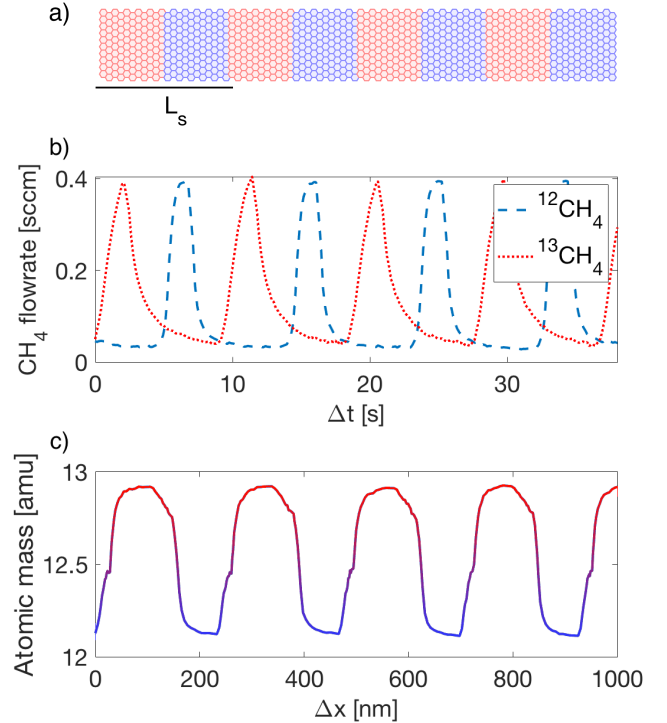 a)
Lₛ
b)
CH₄ flowrate [sccm]
0.4
0.2
0
¹²CH₄
¹³CH₄
0 10 20 30
Δt [s]
c)
Atomic mass [amu]
13
12.5
12
0 200 400 600 800 1000
Δx [nm]